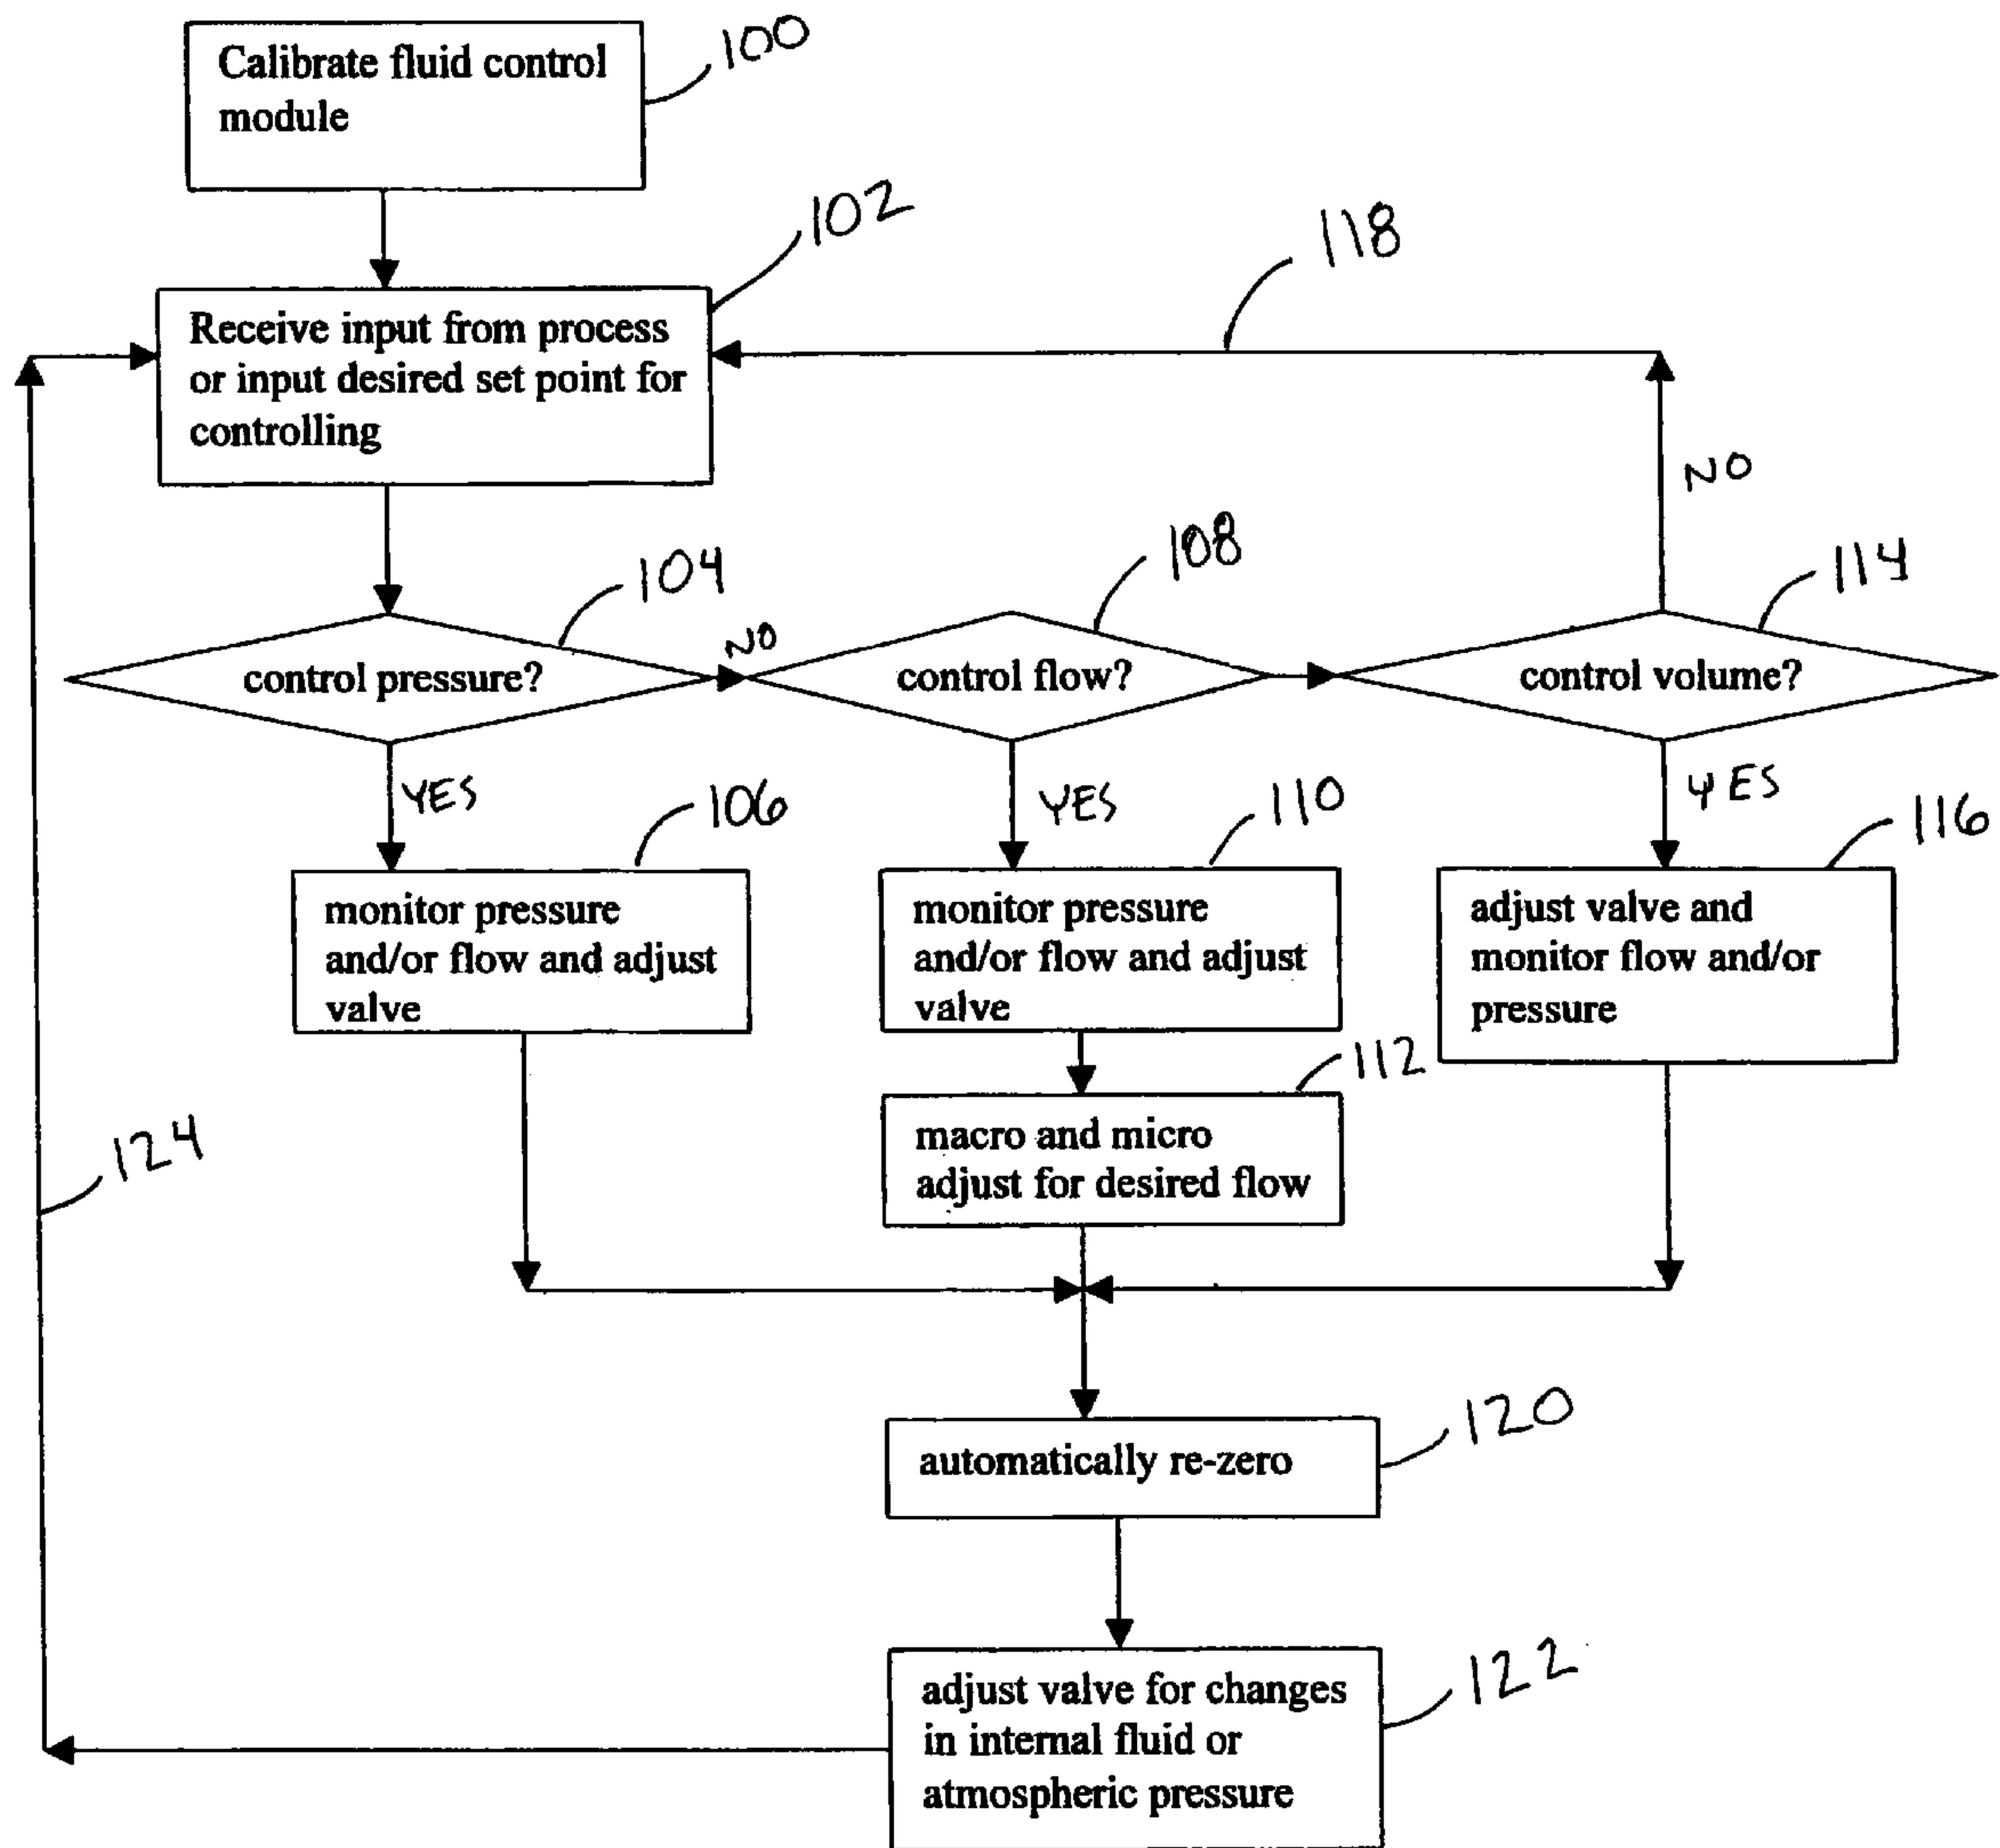 Calibrate fluid control
module
100
Receive input from process
or input desired set point for
controlling
102
118
NO
control pressure?
104
NO
control flow?
108
control volume?
114
YES
YES
YES
monitor pressure
and/or flow and adjust
valve
106
monitor pressure
and/or flow and adjust
valve
110
adjust valve and
monitor flow and/or
pressure
116
macro and micro
adjust for desired flow
112
124
automatically re-zero
120
adjust valve for changes
in internal fluid or
atmospheric pressure
122